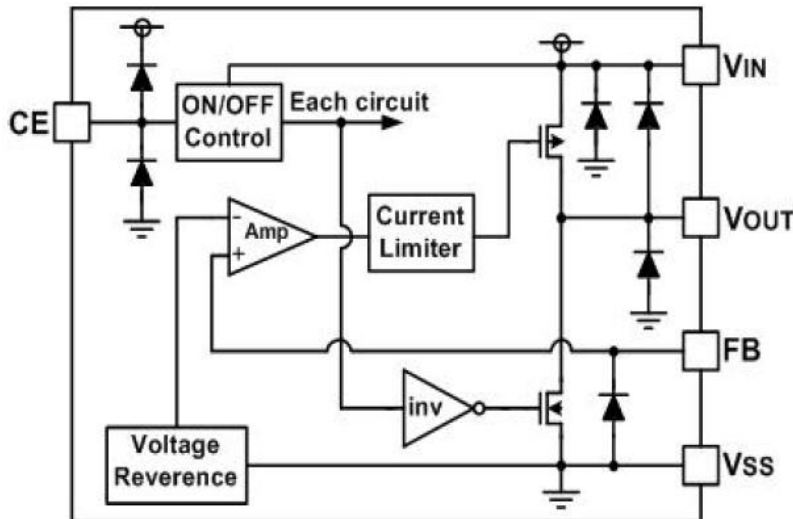 CE
ON/OFF
Control
Each circuit
VIN
-
Amp
+
Current
Limiter
VOUT
FB
inv
Voltage
Reverence
VSS